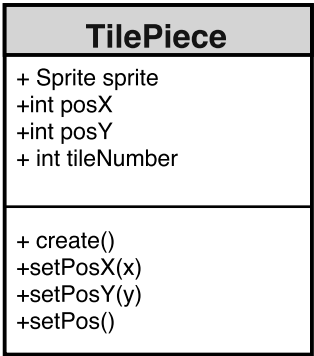 TilePiece
+ Sprite sprite
+int posX
+int posY
+ int tileNumber
+ create()
+setPosX(x)
+setPosY(y)
+setPos()